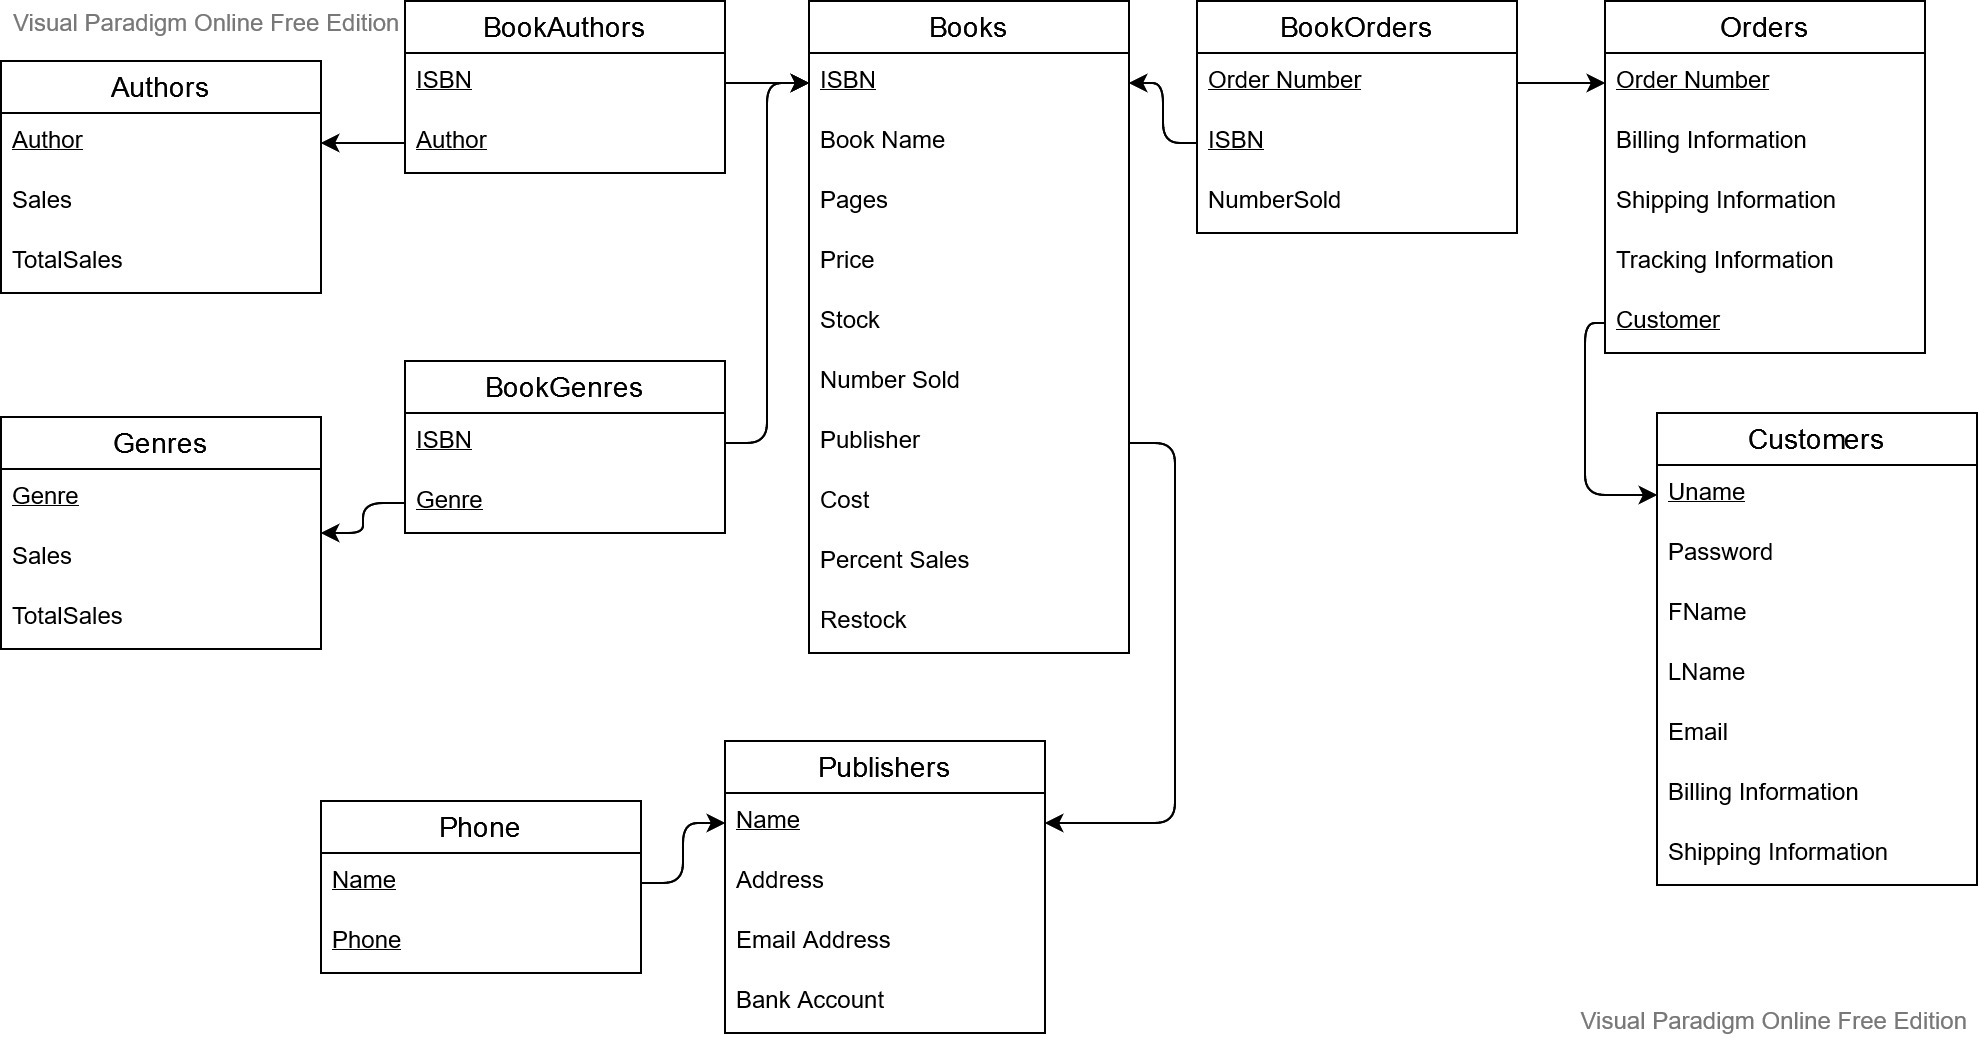 Visual Paradigm Online Free Edition
Authors
Author
Sales
TotalSales
BookAuthors
ISBN
Author
Books
ISBN
Book Name
Pages
Price
Stock
Number Sold
Publisher
Cost
Percent Sales
Restock
BookOrders
Order Number
ISBN
NumberSold
Orders
Order Number
Billing Information
Shipping Information
Tracking Information
Customer
Genres
Genre
Sales
TotalSales
BookGenres
ISBN
Genre
Customers
Uname
Password
FName
LName
Email
Billing Information
Shipping Information
Phone
Name
Phone
Publishers
Name
Address
Email Address
Bank Account
Visual Paradigm Online Free Edition